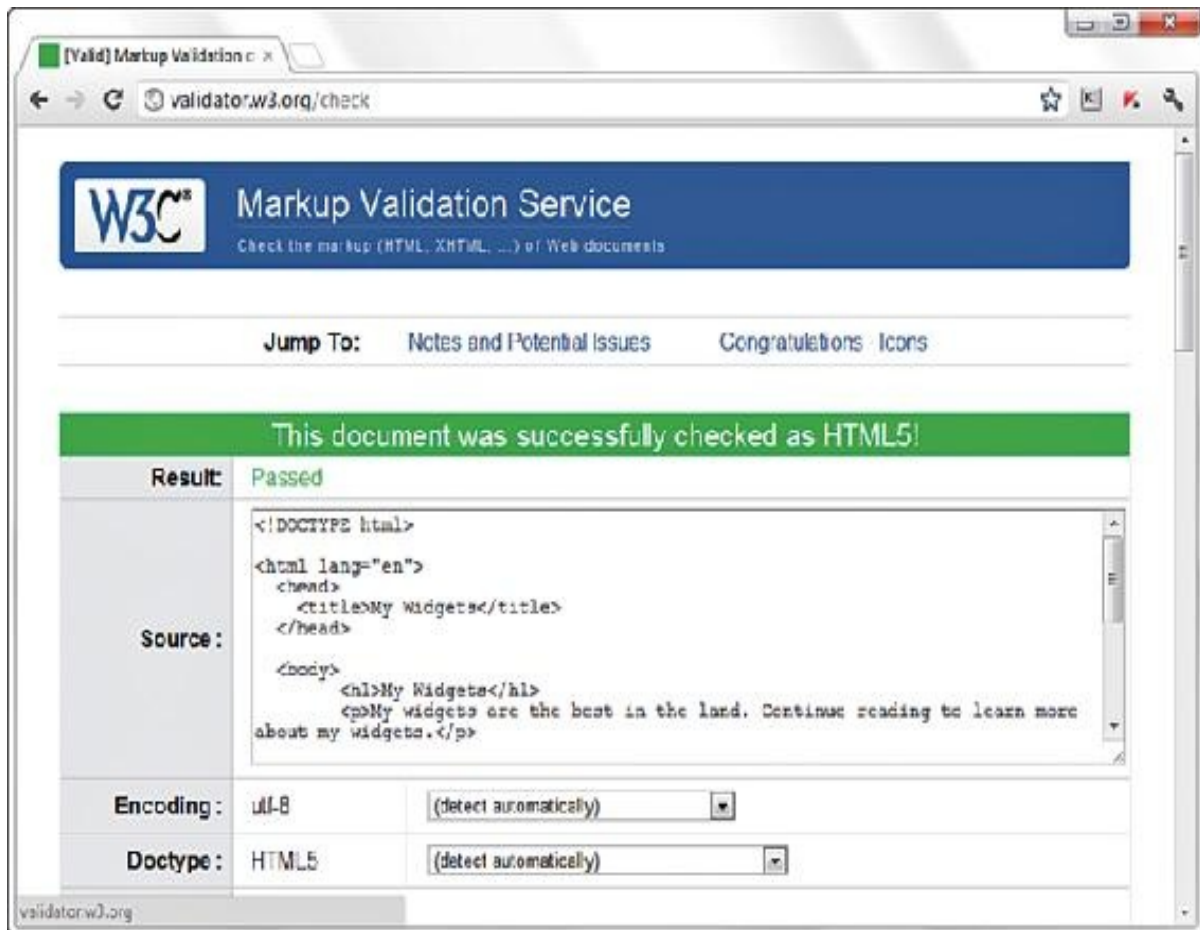 [Valid] Markup Validation c
validator.w3.org/check
W3C®
Markup Validation Service
Check the markup (HTML, XHTML, ...) of Web documents
Jump To: Notes and Potential Issues Congratulations · Icons
This document was successfully checked as HTML5!
Result: Passed
Source :
<!DOCTYPE html>
<html lang="en">
<head>
<title>My Widgets</title>
</head>
<body>
<h1>My Widgets</h1>
<p>My widgets are the best in the land. Continue reading to learn more
about my widgets.</p>
Encoding : utf-8 (detect automatically)
Doctype : HTML5 (detect automatically)
validator.w3.org